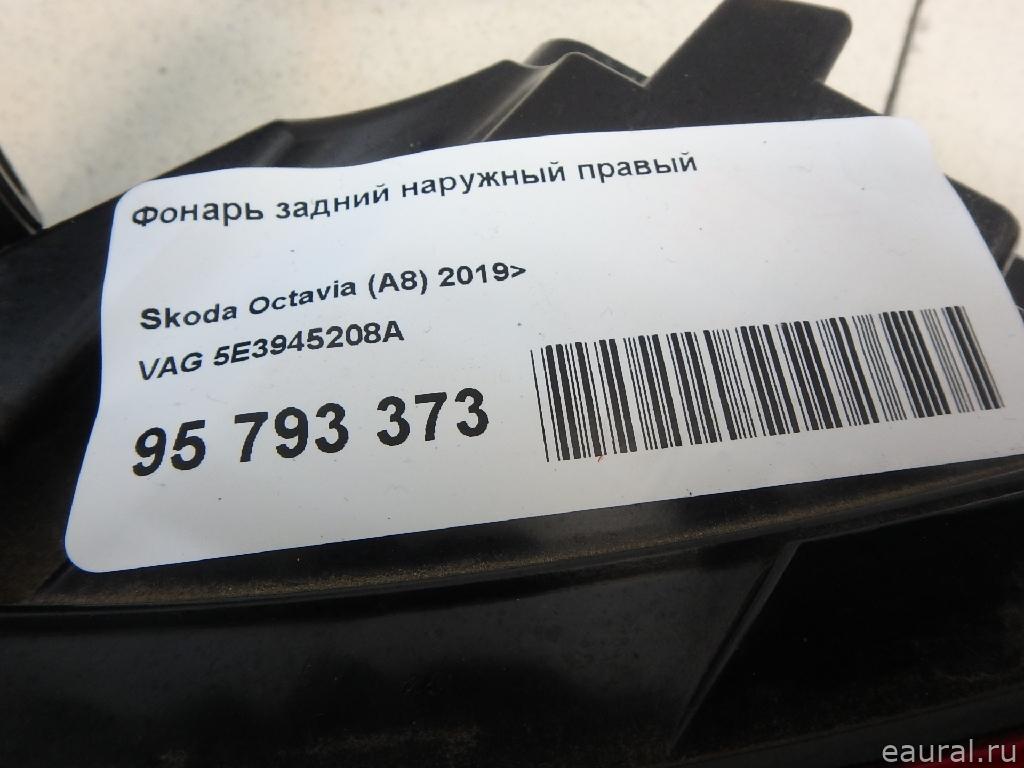 Фонарь задний наружный правый
Skoda Octavia (A8) 2019>
VAG 5E3945208A
95 793 373
eaural.ru